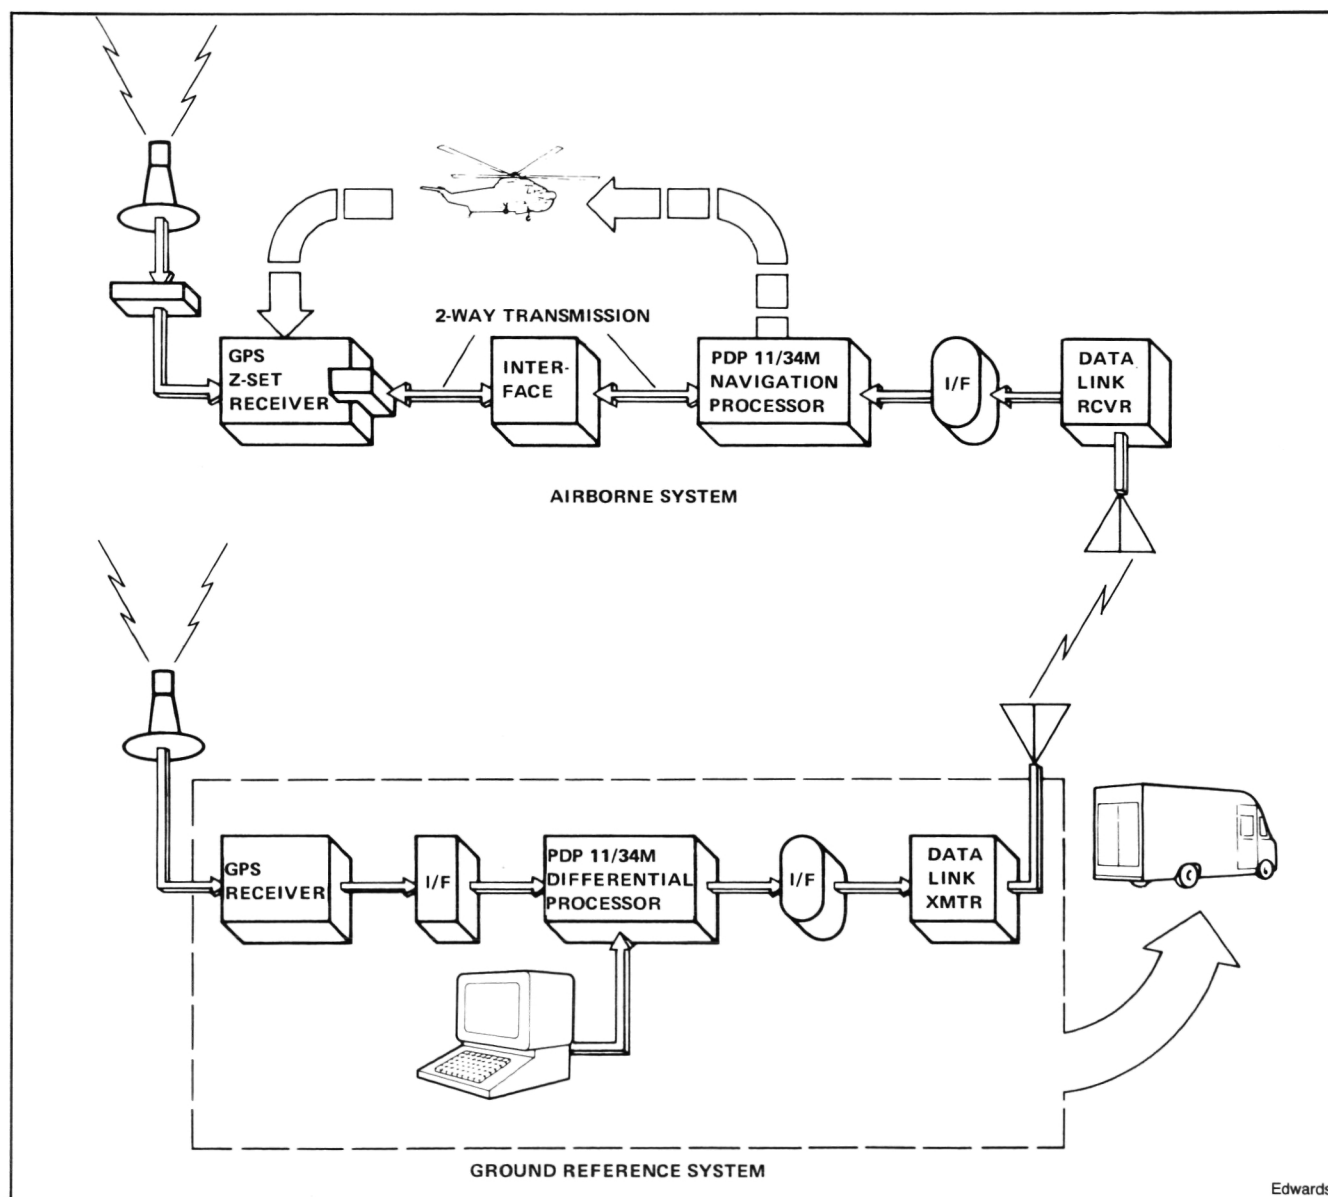 2-WAY TRANSMISSION
GPS
Z-SET
RECEIVER
INTER-
FACE
PDP 11/34M
NAVIGATION
PROCESSOR
I/F
DATA
LINK
RCVR
AIRBORNE SYSTEM
GPS
RECEIVER
I/F
PDP 11/34M
DIFFERENTIAL
PROCESSOR
I/F
DATA
LINK
XMTR
GROUND REFERENCE SYSTEM
Edwards